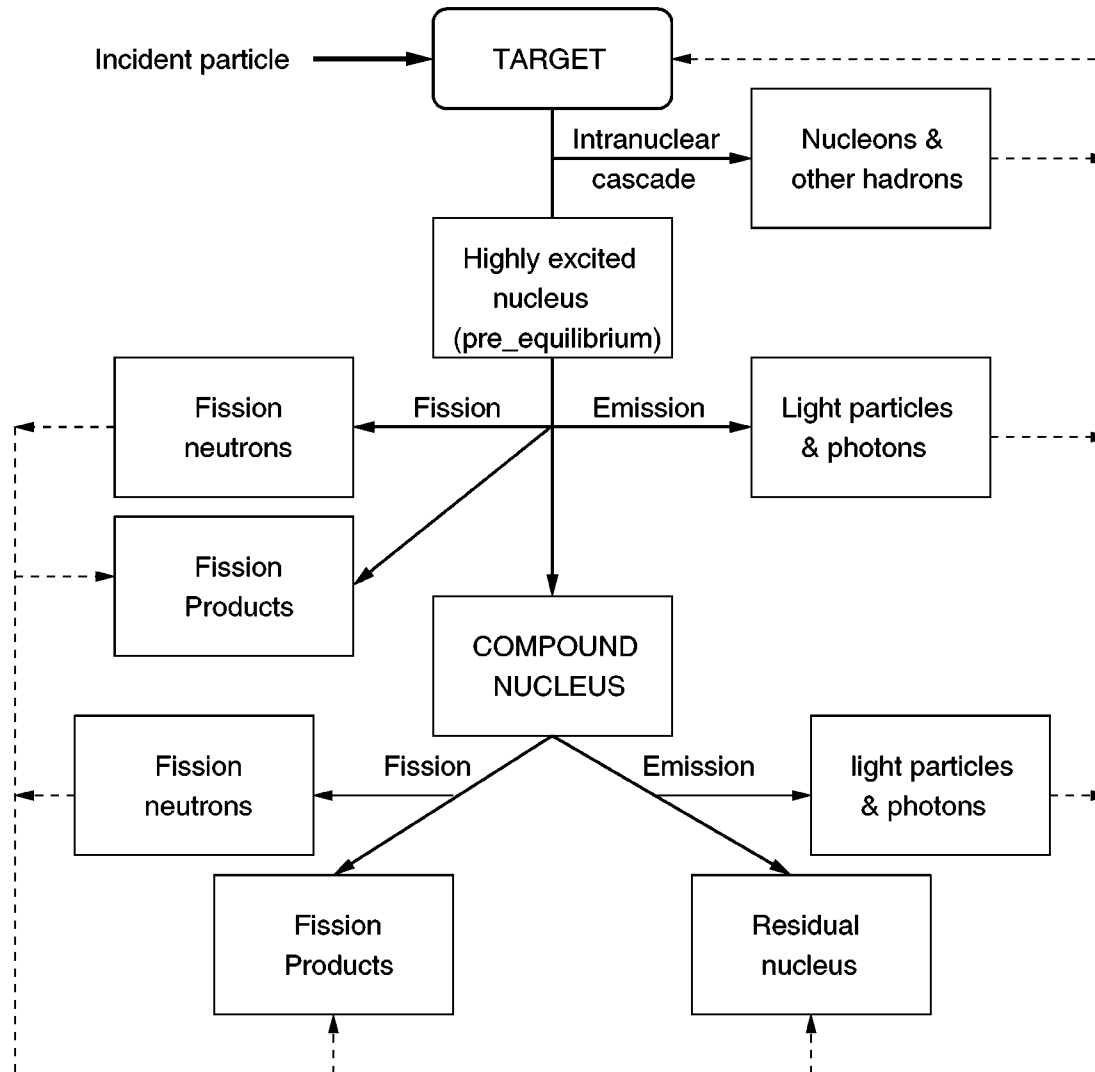 Incident particle
TARGET
Intranuclear
cascade
Nucleons &
other hadrons
Highly excited
nucleus
(pre_equilibrium)
Fission
neutrons
Fission
Emission
Light particles
& photons
Fission
Products
COMPOUND
NUCLEUS
Fission
neutrons
Fission
Emission
light particles
& photons
Fission
Products
Residual
nucleus